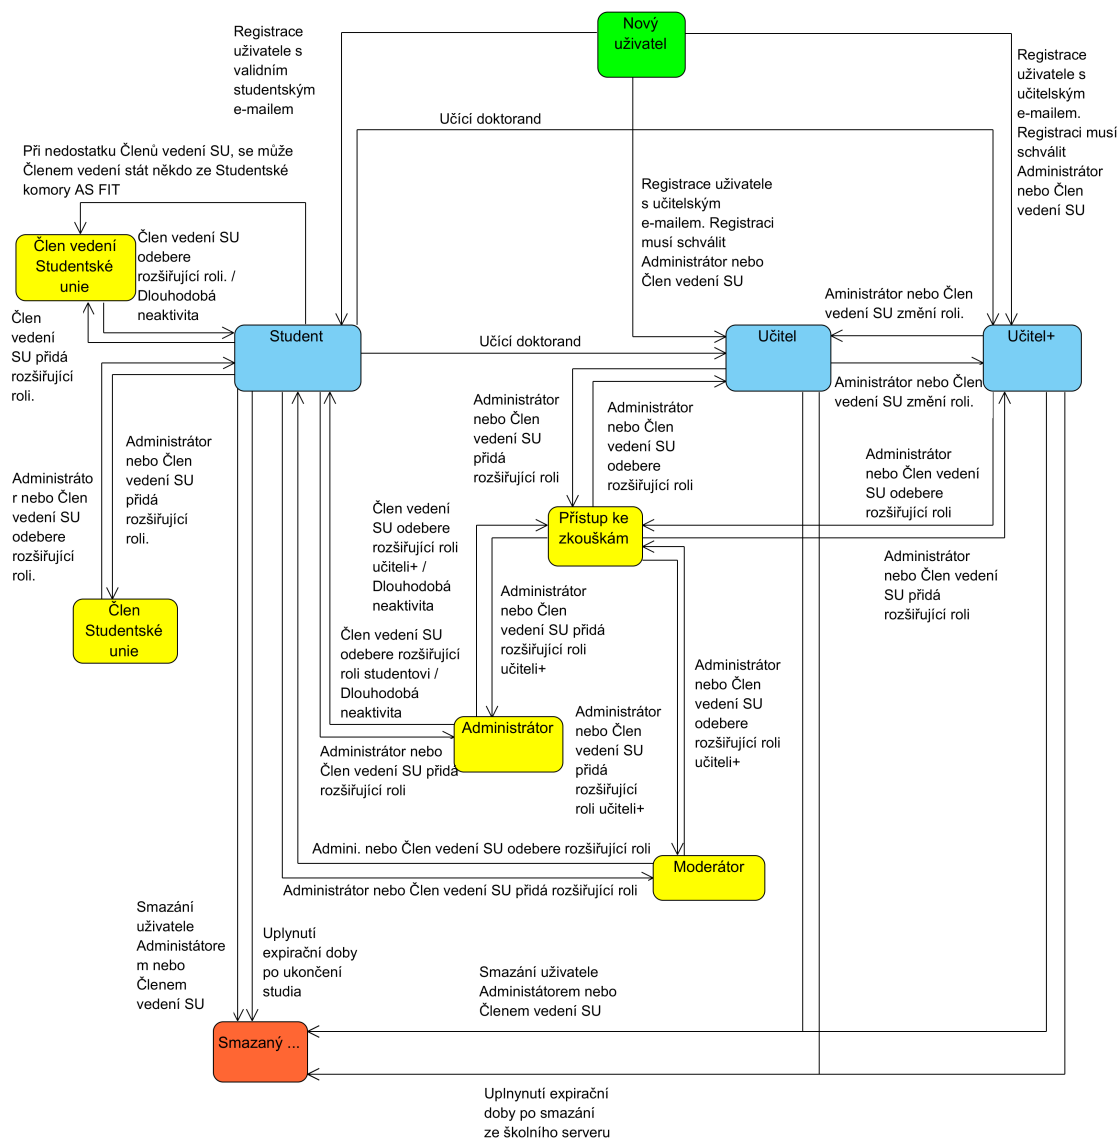 Nový
uživatel
Registrace
uživatele s
validním
studentským
e-mailem
Registrace
uživatele s
učitelským
e-mailem.
Registraci musí
schválit
Administrátor
nebo Člen
vedení SU
Učící doktorand
Při nedostatku Členů vedení SU, se může
Členem vedení stát někdo ze Studentské
komory AS FIT
Registrace uživatele
s učitelským
e-mailem. Registraci
musí schválit
Administrátor nebo
Člen vedení SU
Člen vedení
Studentské
unie
Člen vedení SU
odebere
rozšiřující roli. /
Dlouhodobá
neaktivita
Aministrátor nebo Člen
vedení SU změní roli.
Člen
vedení
SU přidá
rozšiřující
roli.
Student
Učící doktorand
Učitel
Učitel+
Aministrátor nebo Člen
vedení SU změní roli.
Administrátor
nebo Člen
vedení SU
přidá
rozšiřující roli
Administrátor
nebo Člen
vedení SU
odebere
rozšiřující roli
Administrátor
nebo Člen
vedení SU
přidá
rozšiřující
roli.
Administráto
r nebo Člen
vedení SU
odebere
rozšiřující
roli.
Administrátor
nebo Člen vedení
SU odebere
rozšiřující roli
Člen vedení
SU odebere
rozšiřující roli
učiteli+ /
Dlouhodobá
neaktivita
Přístup ke
zkouškám
Administrátor
nebo Člen vedení
SU přidá
rozšiřující roli
Administrátor
nebo Člen
vedení SU přidá
rozšiřující roli
učiteli+
Člen
Studentské
unie
Člen vedení SU
odebere rozšiřující
roli studentovi /
Dlouhodobá
neaktivita
Administrátor
nebo Člen
vedení SU
odebere
rozšiřující roli
učiteli+
Administrátor
Administrátor
nebo Člen
vedení SU
přidá
rozšiřující
roli učiteli+
Administrátor nebo
Člen vedení SU přidá
rozšiřující roli
Admini. nebo Člen vedení SU odebere rozšiřující roli
Moderátor
Administrátor nebo Člen vedení SU přidá rozšiřující roli
Smazání
uživatele
Administátore
m nebo
Členem
vedení SU
Uplynutí
expirační doby
po ukončení
studia
Smazání uživatele
Administátorem nebo
Členem vedení SU
Smazaný ...
Uplnynutí expirační
doby po smazání
ze školního serveru